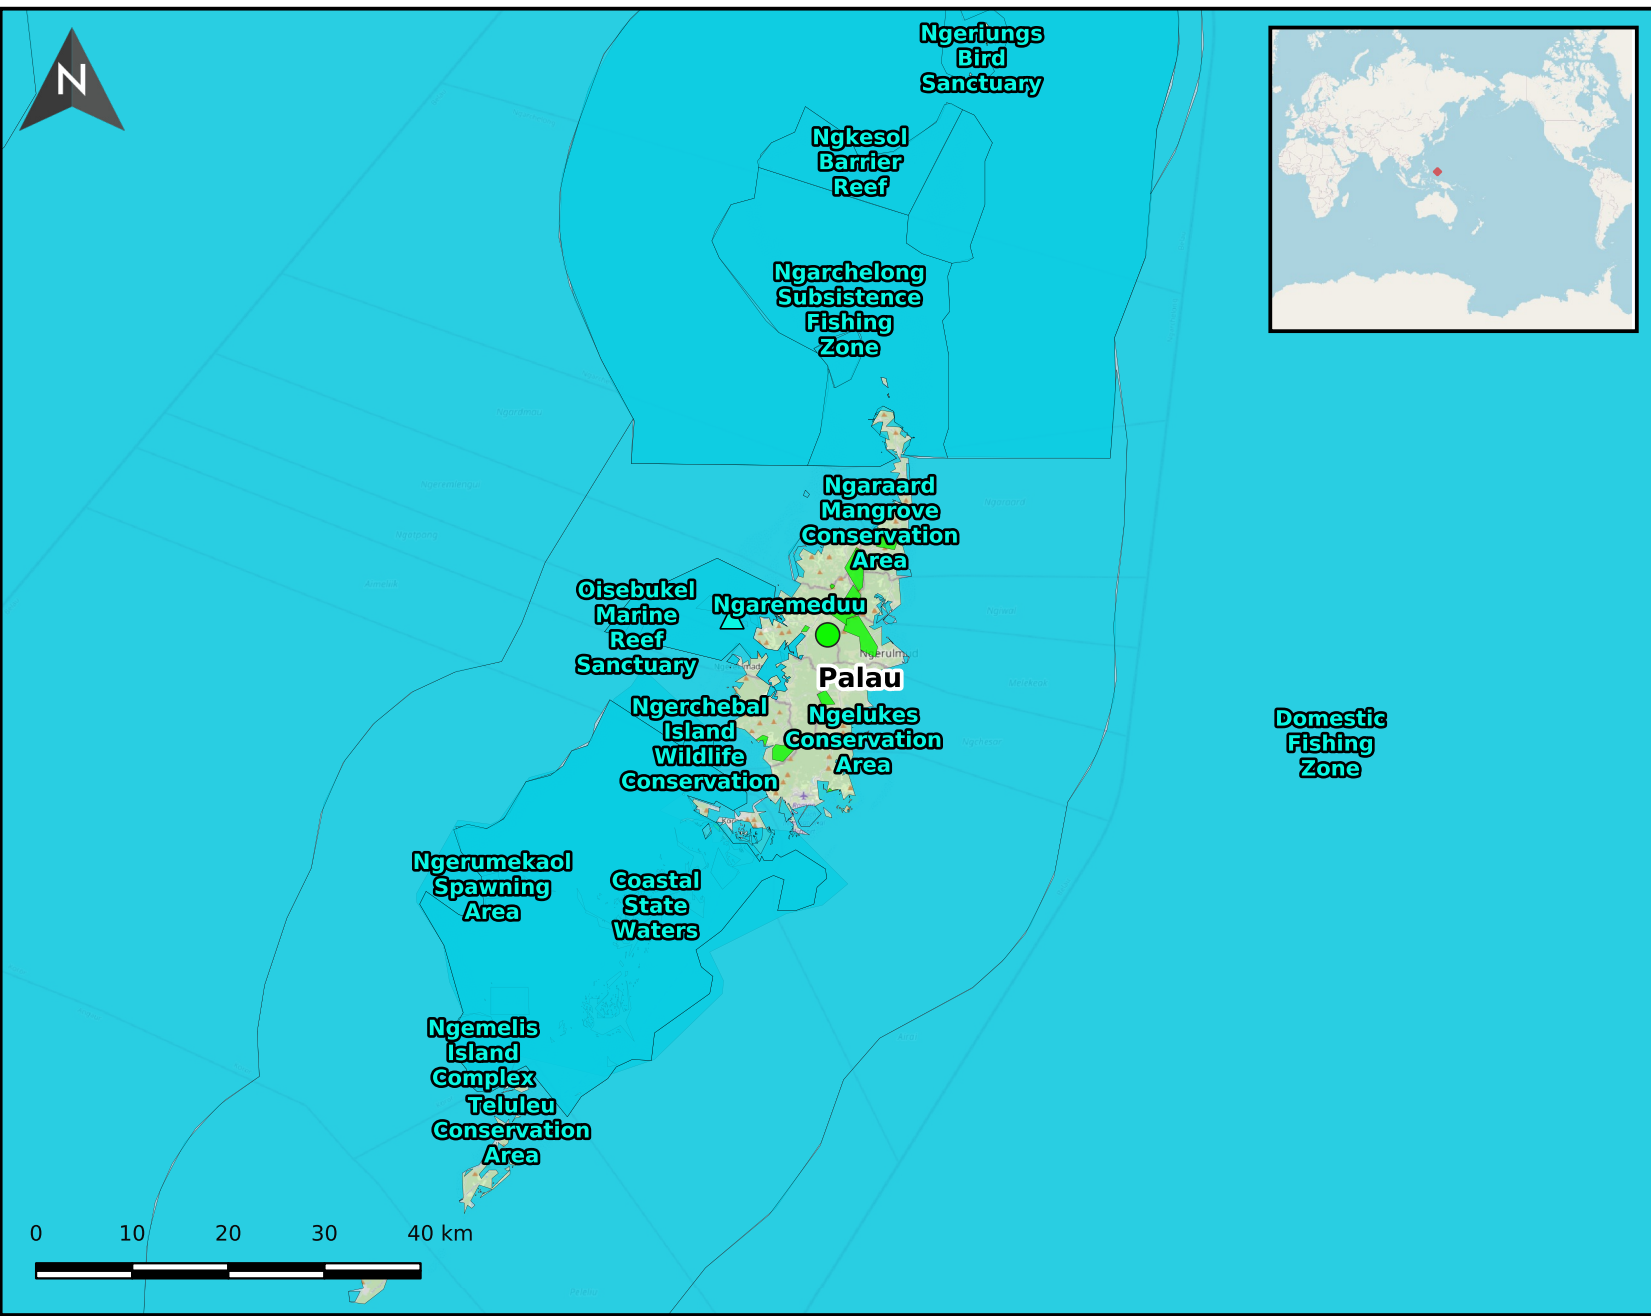 N
Ngeriungs
Bird
Sanctuary
Ngkesol
Barrier
Reef
Ngarchelong
Subsistence
Fishing
Zone
Ngaraard
Mangrove
Conservation
Area
Oisebukel
Marine
Reef
Sanctuary
Ngaremeduu
Ngerulmud
Palau
Ngerchebal
Island
Wildlife
Conservation
Ngelukes
Conservation
Area
Domestic
Fishing
Zone
Ngerumekaol
Spawning
Area
Coastal
State
Waters
Ngemelis
Island
Complex
Teluleu
Conservation
Area
0 10 20 30 40 km